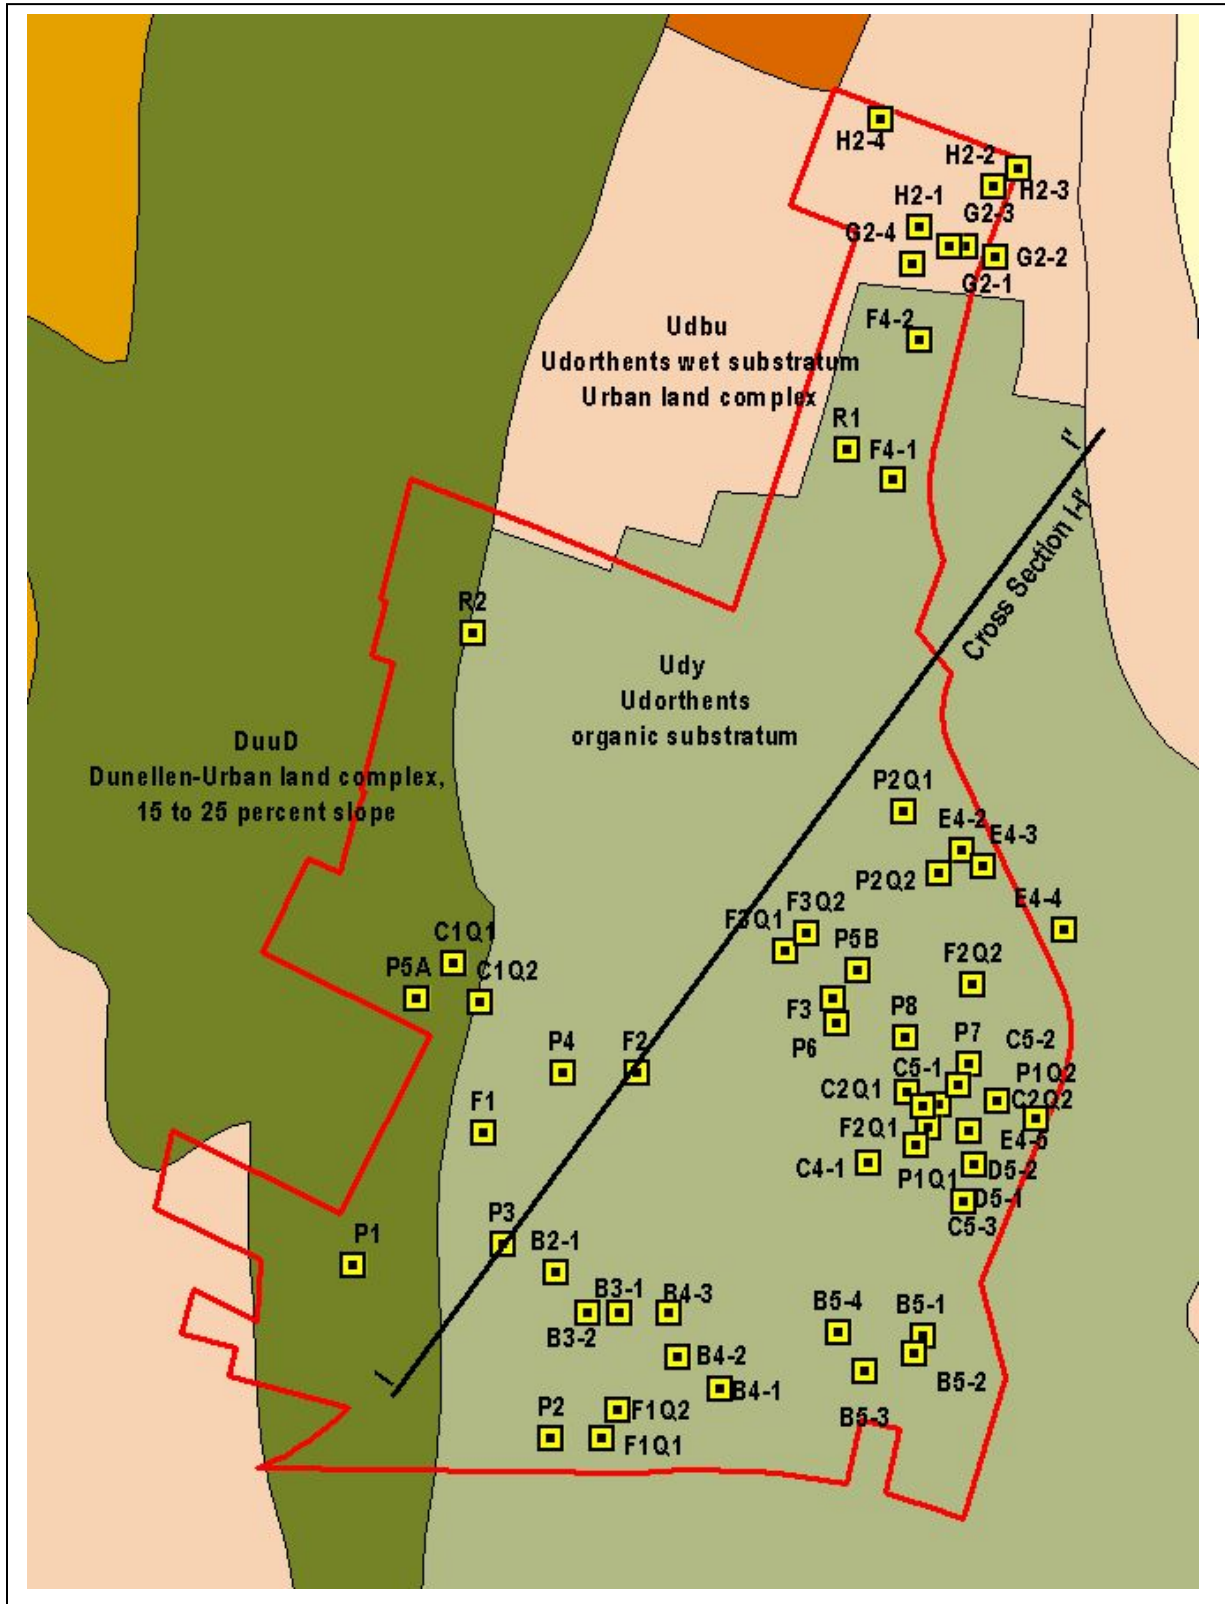 H2-4
H2-2
H2-3
H2-1
G2-3
G2-4
G2-2
G2-1
F4-2
Udbu
Udorthents wet substratum
Urban land complex
R1
F4-1
I'
Cross Section I-I'
R2
Udy
Udorthents
organic substratum
DuuD
Dunellen-Urban land complex,
15 to 25 percent slope
P2Q1
E4-2
E4-3
P2Q2
E4-4
F3Q2
F3Q1
P5B
F2Q2
C1Q1
P5A
C1Q2
F3
P8
P6
P7
C5-2
P4
F2
C5-1
P1Q2
C2Q1
C2Q2
F1
F2Q1
E4-5
C4-1
P1Q1
D5-2
D5-1
C5-3
P1
P3
B2-1
B3-1
B4-3
B3-2
B5-4
B5-1
B4-2
B5-2
I
B4-1
B5-3
P2
F1Q2
F1Q1